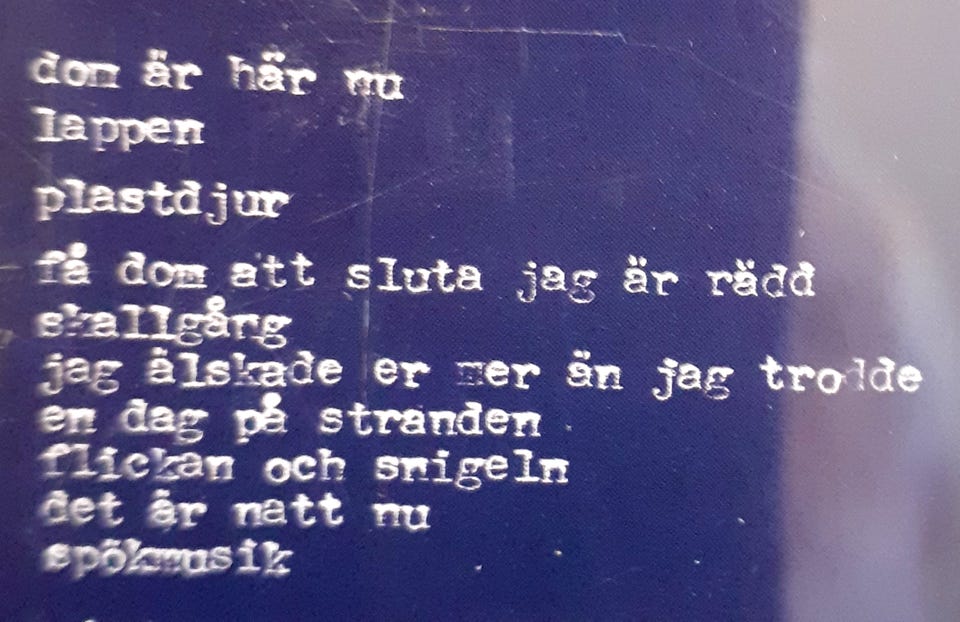 dom är här nu
lappen
plastdjur
få dom att sluta jag är rädd
skallgång
jag älskade er mer än jag trodde
en dag på stranden
flickan och snigeln
det är natt nu
spökmusik